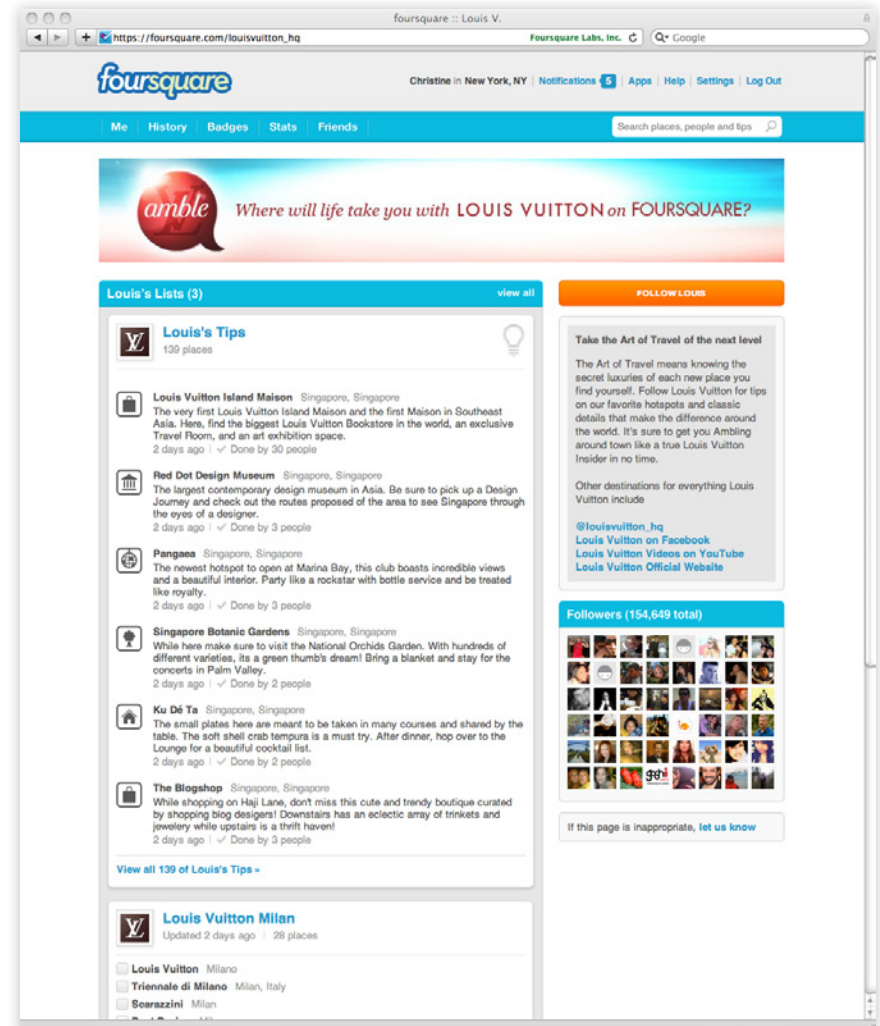 foursquare :: Louis V.
https://foursquare.com/louisvuitton_hq
Foursquare Labs, Inc.
Google
foursquare
Christine in New York, NY | Notifications 5 | Apps | Help | Settings | Log Out
Me History Badges Stats Friends
Search places, people and tips
amble
Where will life take you with LOUIS VUITTON on FOURSQUARE?
Louis's Lists (3)
view all
LV
Louis's Tips
139 places
Louis Vuitton Island Maison Singapore, Singapore
The very first Louis Vuitton Island Maison and the first Maison in Southeast
Asia. Here, find the biggest Louis Vuitton Bookstore in the world, an exclusive
Travel Room, and an art exhibition space.
2 days ago | ✓ Done by 30 people
Red Dot Design Museum Singapore, Singapore
The largest contemporary design museum in Asia. Be sure to pick up a Design
Journey and check out the routes proposed of the area to see Singapore through
the eyes of a designer.
2 days ago | ✓ Done by 3 people
Pangaea Singapore, Singapore
The newest hotspot to open at Marina Bay, this club boasts incredible views
and a beautiful interior. Party like a rockstar with bottle service and be treated
like royalty.
2 days ago | ✓ Done by 3 people
Singapore Botanic Gardens Singapore, Singapore
While here make sure to visit the National Orchids Garden. With hundreds of
different varieties, its a green thumb's dream! Bring a blanket and stay for the
concerts in Palm Valley.
2 days ago | ✓ Done by 2 people
Ku Dé Ta Singapore, Singapore
The small plates here are meant to be taken in many courses and shared by the
table. The soft shell crab tempura is a must try. After dinner, hop over to the
Lounge for a beautiful cocktail list.
2 days ago | ✓ Done by 2 people
The Blogshop Singapore, Singapore
While shopping on Haji Lane, don't miss this cute and trendy boutique curated
by shopping blog desigers! Downstairs has an eclectic array of trinkets and
jewelery while upstairs is a thrift haven!
2 days ago | ✓ Done by 3 people
View all 139 of Louis's Tips »
LV
Louis Vuitton Milan
Updated 2 days ago | 28 places
Louis Vuitton Milano
Triennale di Milano Milan, Italy
Scarazzini Milan
FOLLOW LOUIS
Take the Art of Travel of the next level
The Art of Travel means knowing the
secret luxuries of each new place you
find yourself. Follow Louis Vuitton for tips
on our favorite hotspots and classic
details that make the difference around
the world. It's sure to get you Ambling
around town like a true Louis Vuitton
Insider in no time.
Other destinations for everything Louis
Vuitton include
@louisvuitton_hq
Louis Vuitton on Facebook
Louis Vuitton Videos on YouTube
Louis Vuitton Official Website
Followers (154,649 total)
If this page is inappropriate, let us know